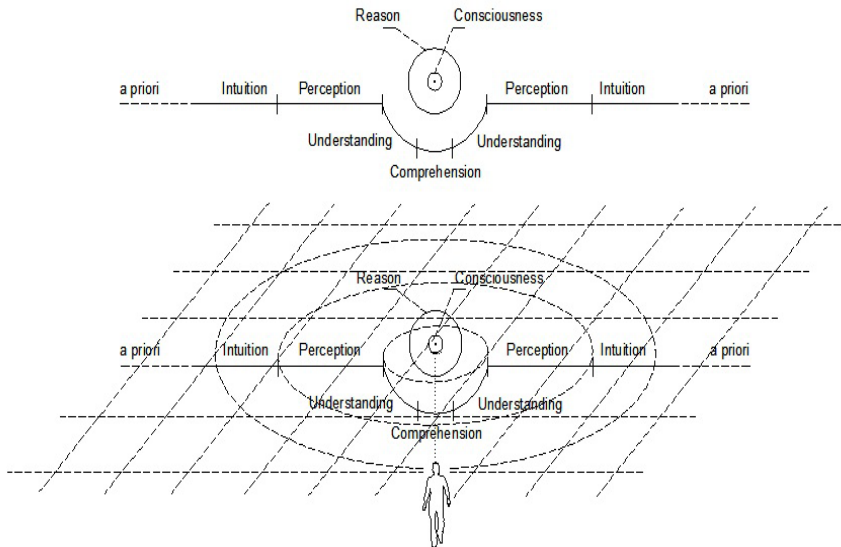 Reason Consciousness
a priori Intuition Perception Perception Intuition a priori
Understanding Understanding
Comprehension
Reason Consciousness
a priori Intuition Perception Perception Intuition a priori
Understanding Understanding
Comprehension